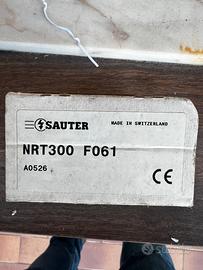 SAUTER
MADE IN SWITZERLAND
NRT300 F061
A0526
CE